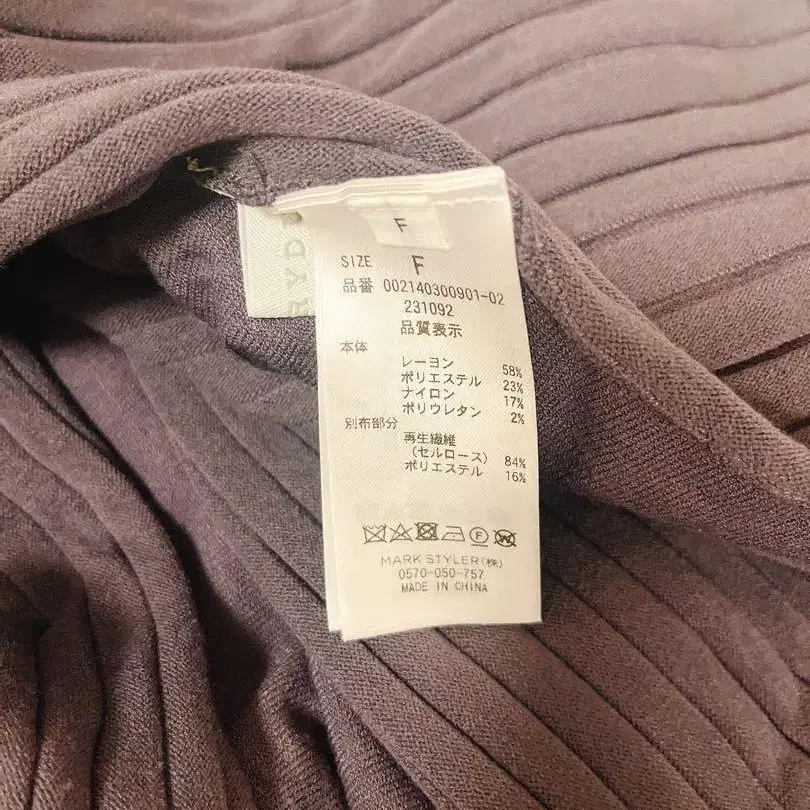 F
SIZE F
品番 002140300901-02
231092
品質表示
本体
レーヨン 58%
ポリエステル 23%
ナイロン 17%
ポリウレタン 2%
別布部分
再生繊維
（セルロース） 84%
ポリエステル 16%
MARK STYLER(株)
0570-050-757
MADE IN CHINA